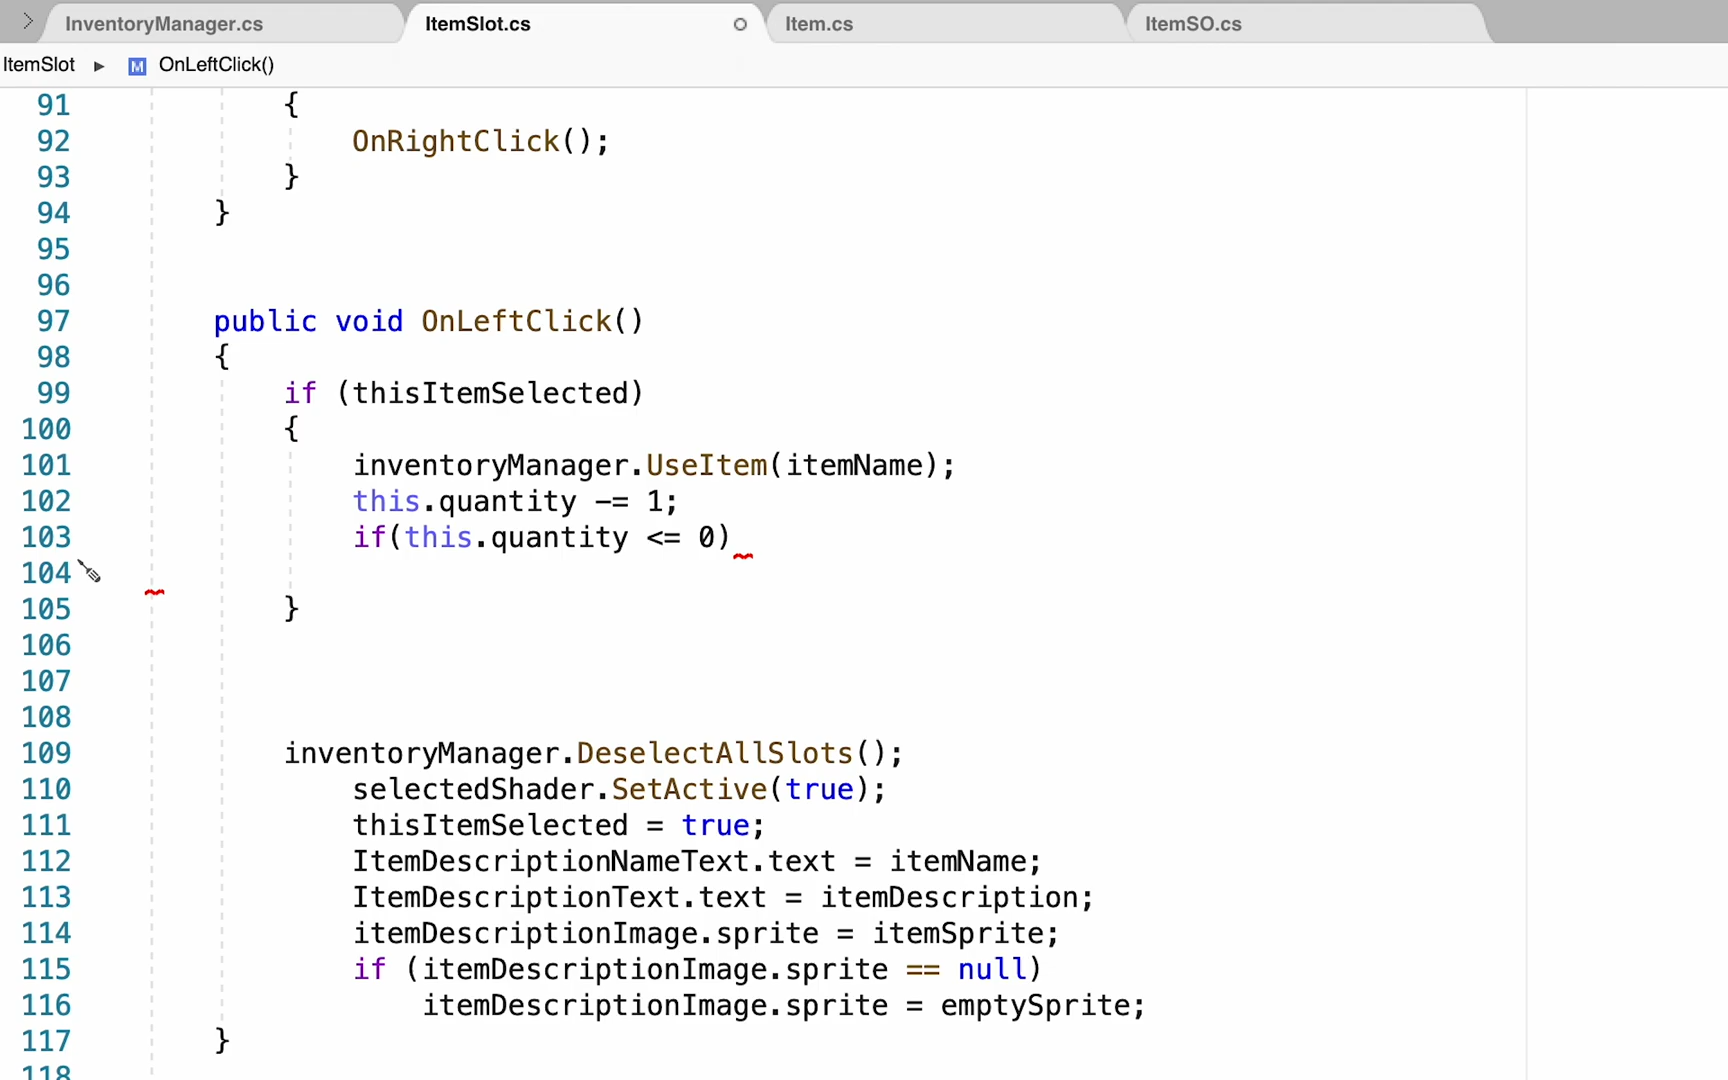 InventoryManager.cs ItemSlot.cs Item.cs ItemSO.cs
ItemSlot ▶ M OnLeftClick()
91 {
92 OnRightClick();
93 }
94 }
95
96
97 public void OnLeftClick()
98 {
99 if (thisItemSelected)
100 {
101 inventoryManager.UseItem(itemName);
102 this.quantity -= 1;
103 if(this.quantity <= 0)
104
105 }
106
107
108
109 inventoryManager.DeselectAllSlots();
110 selectedShader.SetActive(true);
111 thisItemSelected = true;
112 ItemDescriptionNameText.text = itemName;
113 ItemDescriptionText.text = itemDescription;
114 itemDescriptionImage.sprite = itemSprite;
115 if (itemDescriptionImage.sprite == null)
116 itemDescriptionImage.sprite = emptySprite;
117 }
118